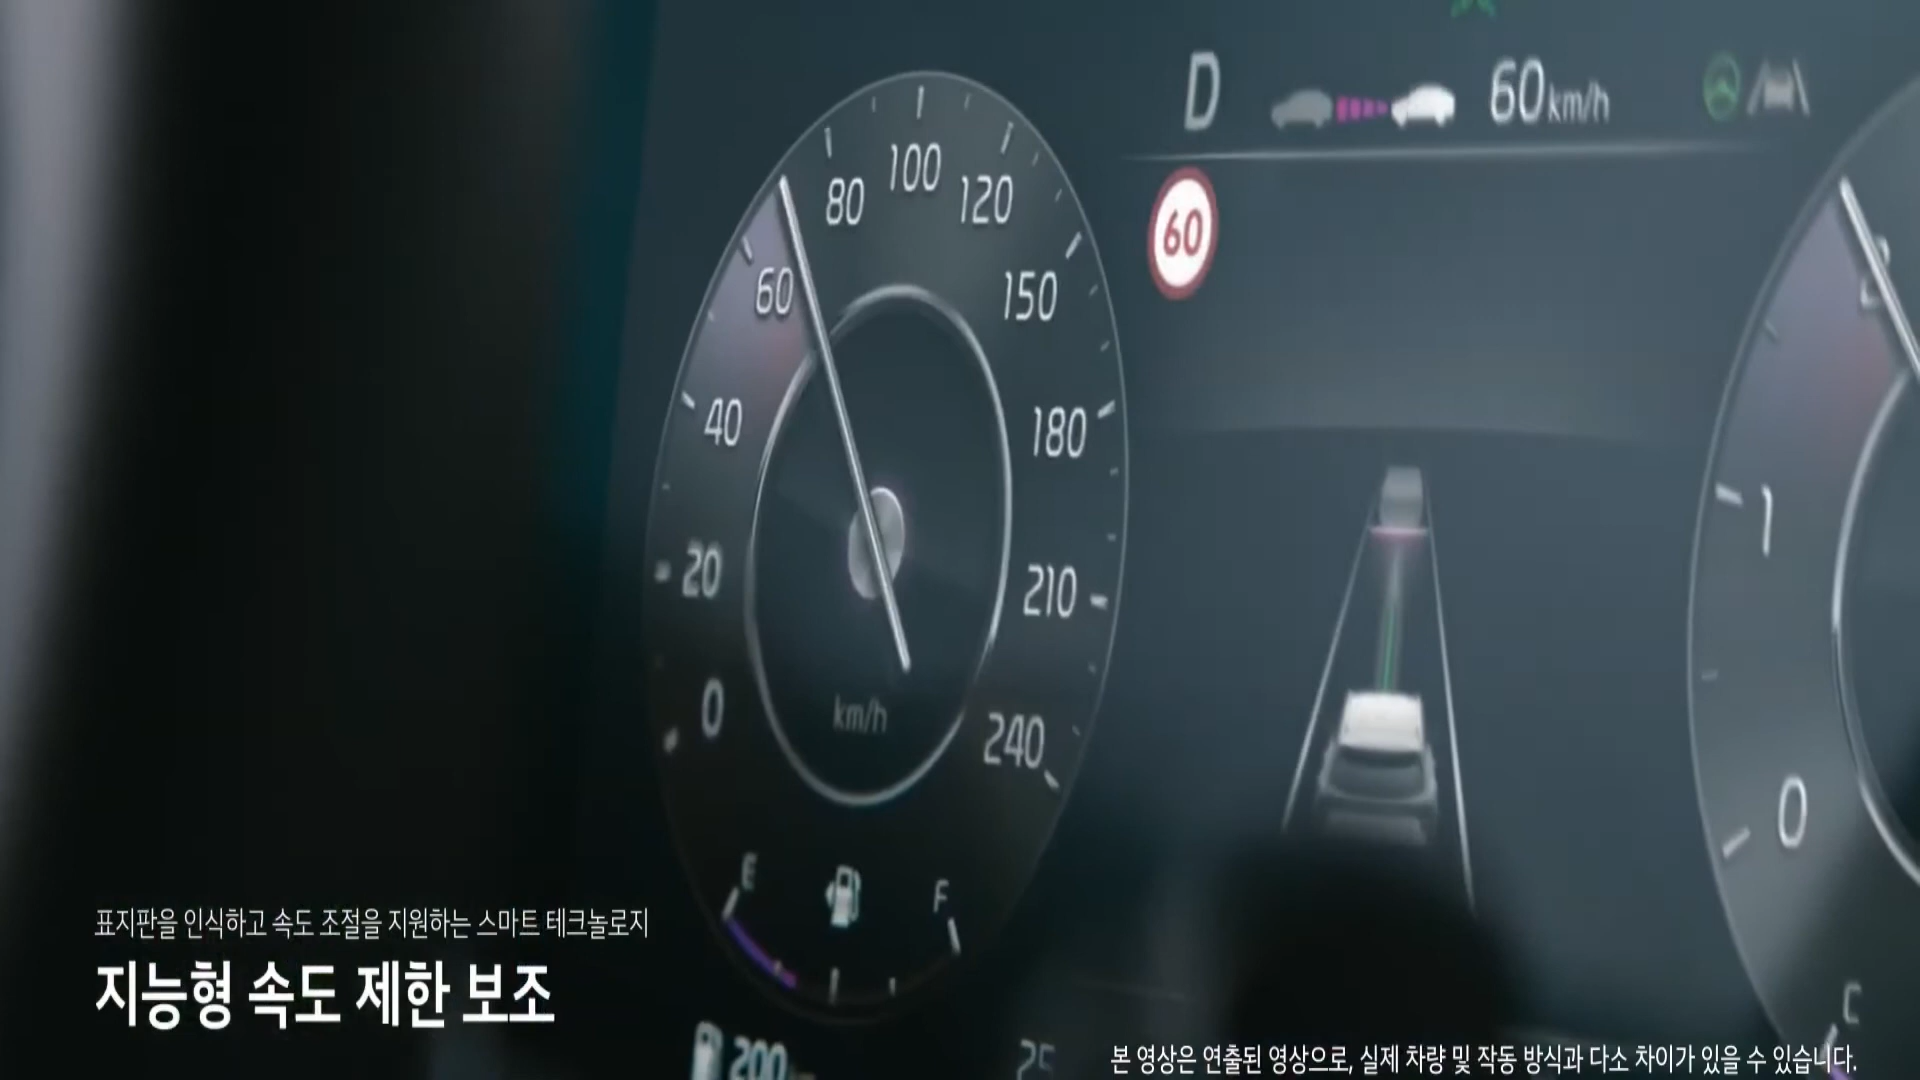 D
60 km/h
60
100
80
120
60
150
40
180
20
210
0
km/h
240
1
0
E
F
C
표지판을 인식하고 속도 조절을 지원하는 스마트 테크놀로지
지능형 속도 제한 보조
200
25
본 영상은 연출된 영상으로, 실제 차량 및 작동 방식과 다소 차이가 있을 수 있습니다.